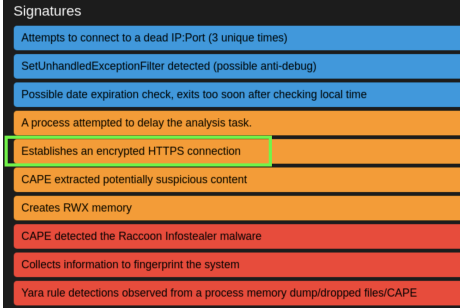 Signatures
Attempts to connect to a dead IP:Port (3 unique times)
SetUnhandledExceptionFilter detected (possible anti-debug)
Possible date expiration check, exits too soon after checking local time
A process attempted to delay the analysis task.
Establishes an encrypted HTTPS connection
CAPE extracted potentially suspicious content
Creates RWX memory
CAPE detected the Raccoon Infostealer malware
Collects information to fingerprint the system
Yara rule detections observed from a process memory dump/dropped files/CAPE